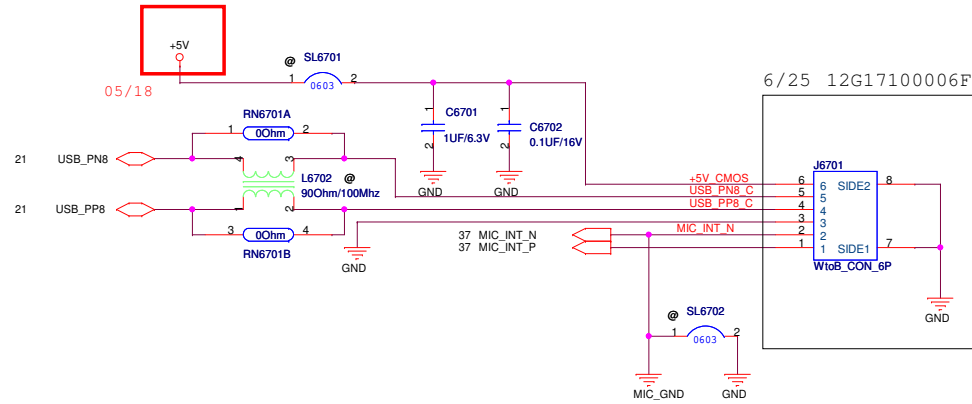 +5V
05/18
@ SL6701
1 2
0603
6/25 12G17100006F
RN6701A
1 0Ohm 2
1
C6701
1UF/6.3V
2
GND
1
C6702
0.1UF/16V
2
GND
21 USB_PN8
4 3
L6702 @
90Ohm/100Mhz
21 USB_PP8
1 2
3 0Ohm 4
RN6701B
GND
J6701
+5V_CMOS 6 6 SIDE2 8
USB_PN8_C 5 5
USB_PP8_C 4 4
3 3
37 MIC_INT_N MIC_INT_N 2 2
37 MIC_INT_P 1 1 SIDE1 7
WtoB_CON_6P
GND
@ SL6702
1 2
0603
MIC_GND
GND